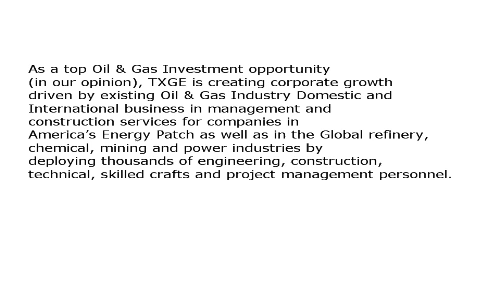 As a top Oil & Gas Investment opportunity
(in our opinion), TXGE is creating corporate growth
driven by existing Oil & Gas Industry Domestic and
International business in management and
construction services for companies in
America's Energy Patch as well as in the Global refinery,
chemical, mining and power industries by
deploying thousands of engineering, construction,
technical, skilled crafts and project management personnel.